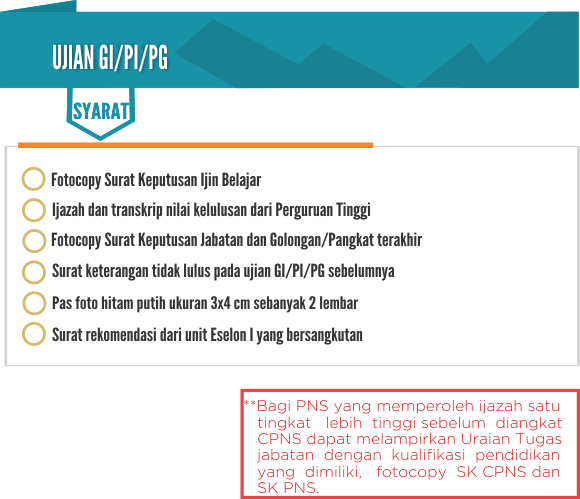 UJIAN GI/PI/PG
SYARAT
Fotocopy Surat Keputusan Ijin Belajar
Ijazah dan transkrip nilai kelulusan dari Perguruan Tinggi
Fotocopy Surat Keputusan Jabatan dan Golongan/Pangkat terakhir
Surat keterangan tidak lulus pada ujian GI/PI/PG sebelumnya
Pas foto hitam putih ukuran 3x4 cm sebanyak 2 lembar
Surat rekomendasi dari unit Eselon I yang bersangkutan
**Bagi PNS yang memperoleh ijazah satu
tingkat lebih tinggi sebelum diangkat
CPNS dapat melampirkan Uraian Tugas
jabatan dengan kualifikasi pendidikan
yang dimiliki, fotocopy SK CPNS dan
SK PNS.